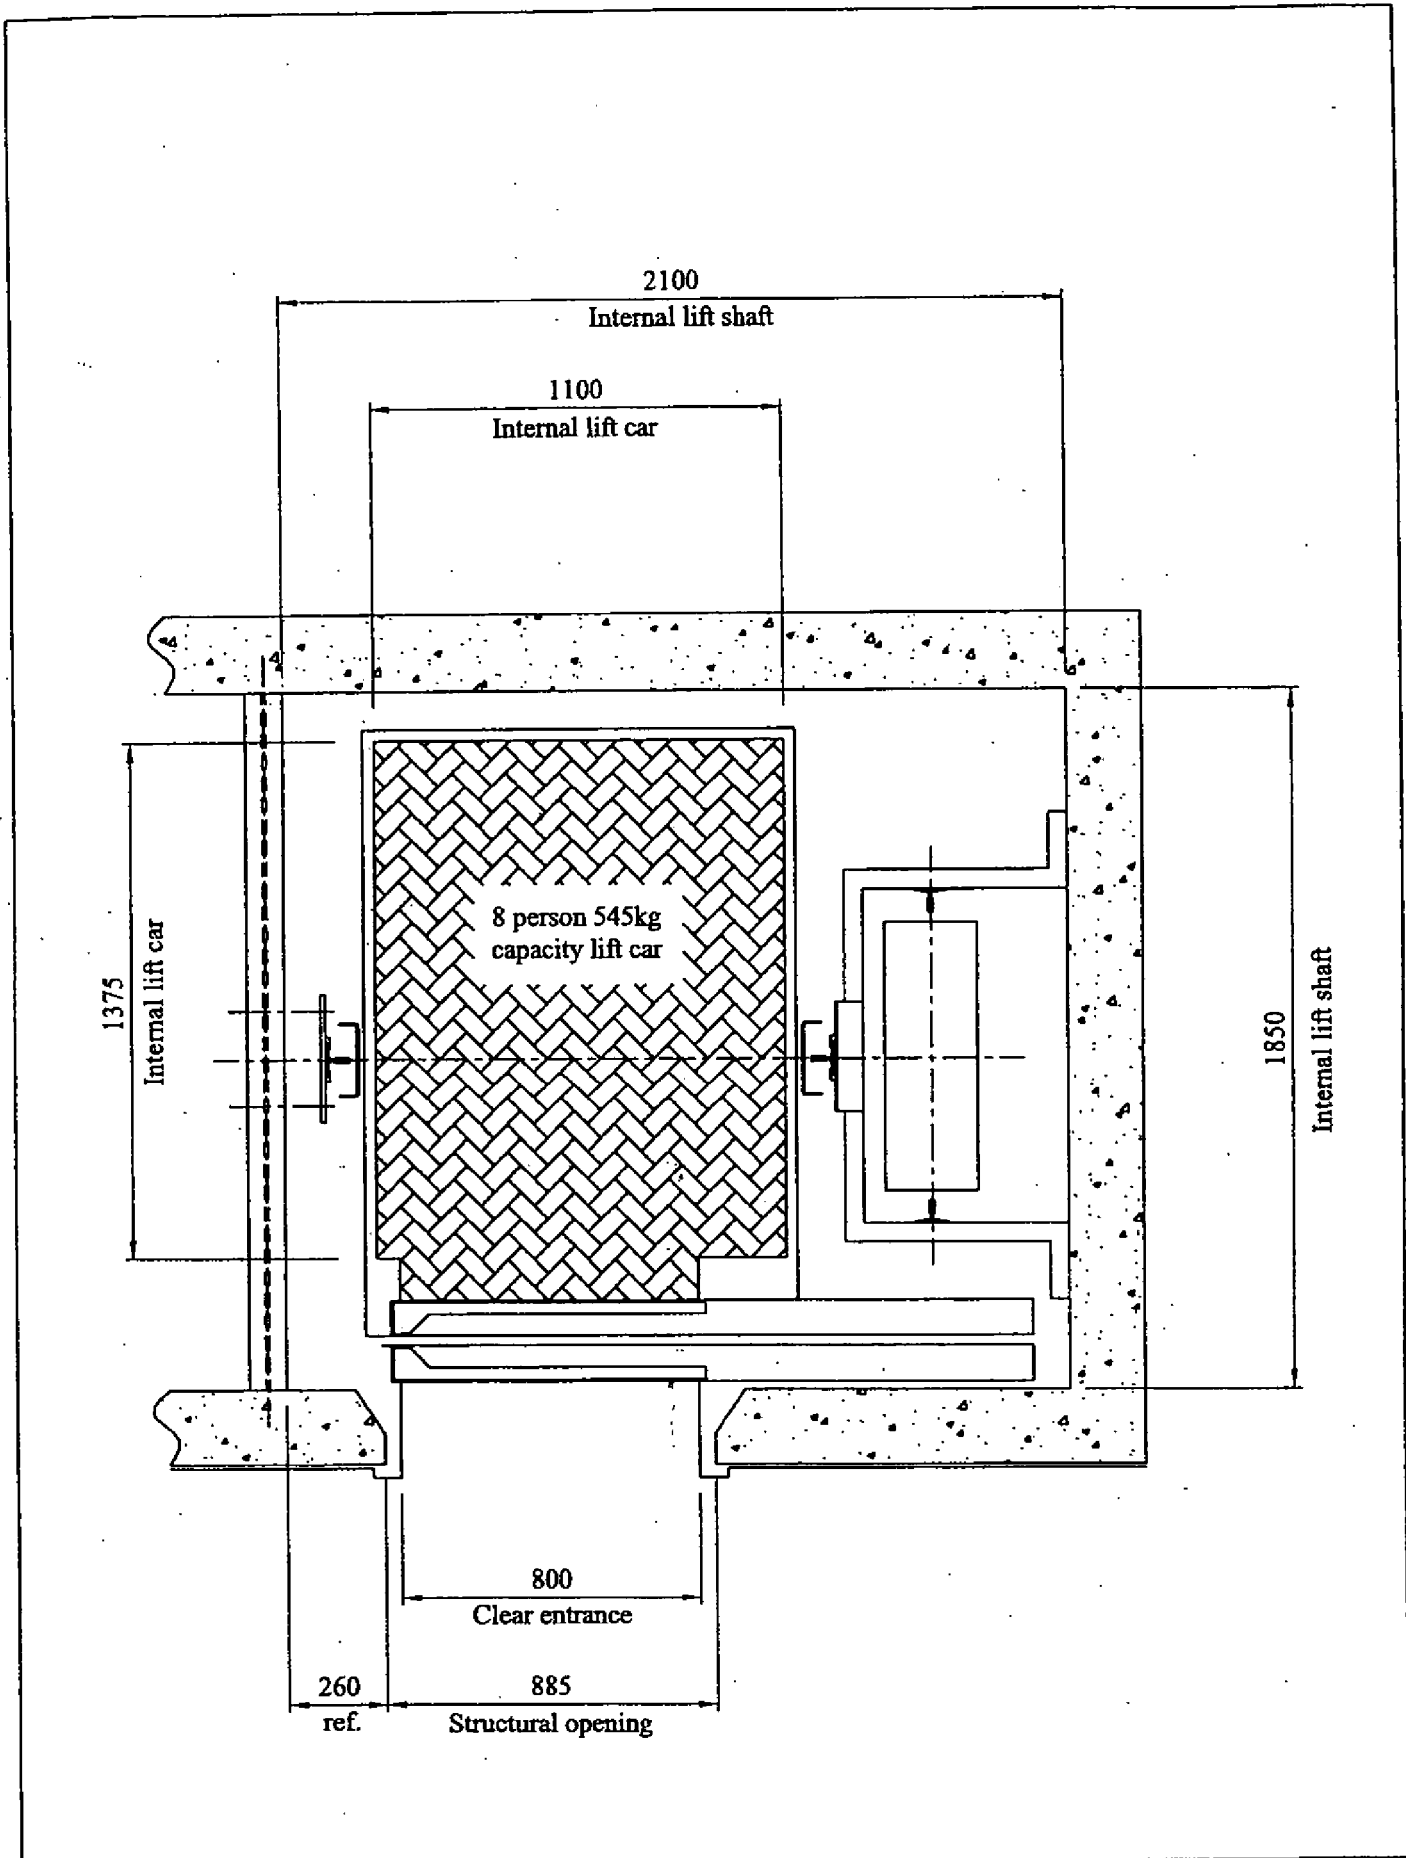 2100
Internal lift shaft
1100
Internal lift car
1375
Internal lift car
8 person 545kg
capacity lift car
1850
Internal lift shaft
800
Clear entrance
260
ref.
885
Structural opening